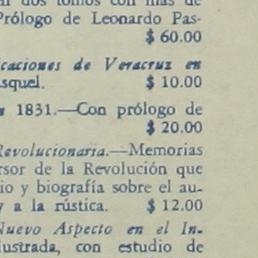 dos tomos con más de
Prólogo de Leonardo Pas-
$ 60.00
caciones de Veracruz en
asquel. $ 10.00
1831.—Con prólogo de
$ 20.00
Revolucionaria.—Memorias
rsor de la Revolución que
io y biografía sobre el au-
y a la rústica. $ 12.00
Nuevo Aspecto en el In-
lustrada, con estudio de